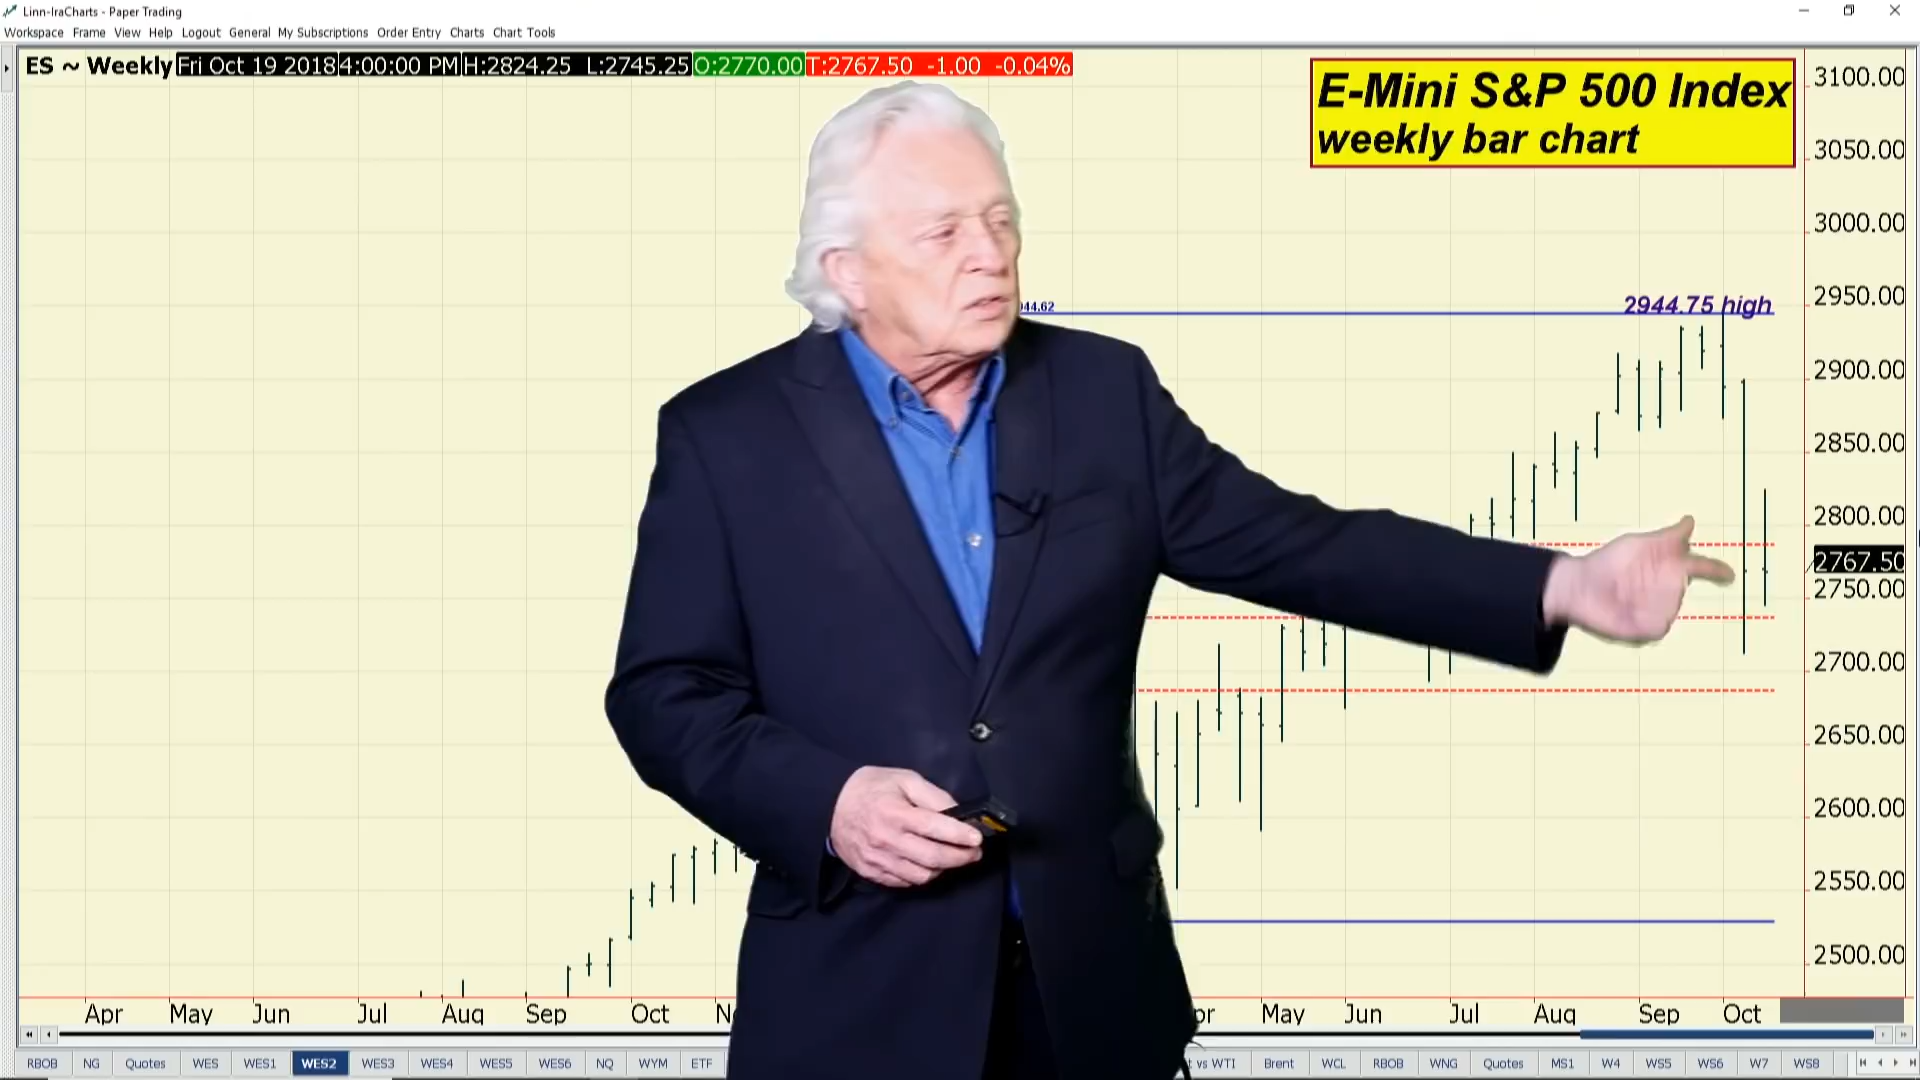 Linn-IraCharts - Paper Trading
Workspace Frame View Help Logout General My Subscriptions Order Entry Charts Chart Tools
ES ~ Weekly Fri Oct 19 2018 4:00:00 PM H:2824.25 L:2745.25 O:2770.00 T:2767.50 -1.00 -0.04%
E-Mini S&P 500 Index
weekly bar chart
3100.00
3050.00
3000.00
2950.00
44.62
2944.75 high
2900.00
2850.00
2800.00
2767.50
2750.00
2700.00
2650.00
2600.00
2550.00
2500.00
Apr May Jun Jul Aug Sep Oct N pr May Jun Jul Aug Sep Oct
RBOB NG Quotes WES WES1 WES2 WES3 WES4 WES5 WES6 NQ WYM ETF t vs WTI Brent WCL RBOB WNG Quotes MS1 W4 WS5 WS6 W7 WS8